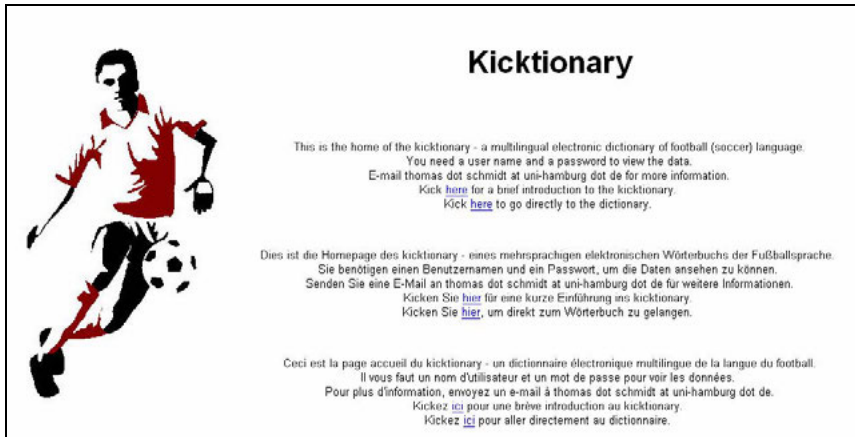 Kicktionary
This is the home of the kicktionary - a multilingual electronic dictionary of football (soccer) language.
You need a user name and a password to view the data.
E-mail thomas dot schmidt at uni-hamburg dot de for more information.
Kick here for a brief introduction to the kicktionary.
Kick here to go directly to the dictionary.
Dies ist die Homepage des kicktionary - eines mehrsprachigen elektronischen Wörterbuchs der Fußballsprache.
Sie benötigen einen Benutzernamen und ein Passwort, um die Daten ansehen zu können.
Senden Sie eine E-Mail an thomas dot schmidt at uni-hamburg dot de für weitere Informationen.
Kicken Sie hier für eine kurze Einführung ins kicktionary.
Kicken Sie hier, um direkt zum Wörterbuch zu gelangen.
Ceci est la page accueil du kicktionary - un dictionnaire électronique multilingue de la langue du football.
Il vous faut un nom d'utilisateur et un mot de passe pour voir les données.
Pour plus d'information, envoyez un e-mail à thomas dot schmidt at uni-hamburg dot de.
Kickez ici pour une brève introduction au kicktionary.
Kickez ici pour aller directement au dictionnaire.